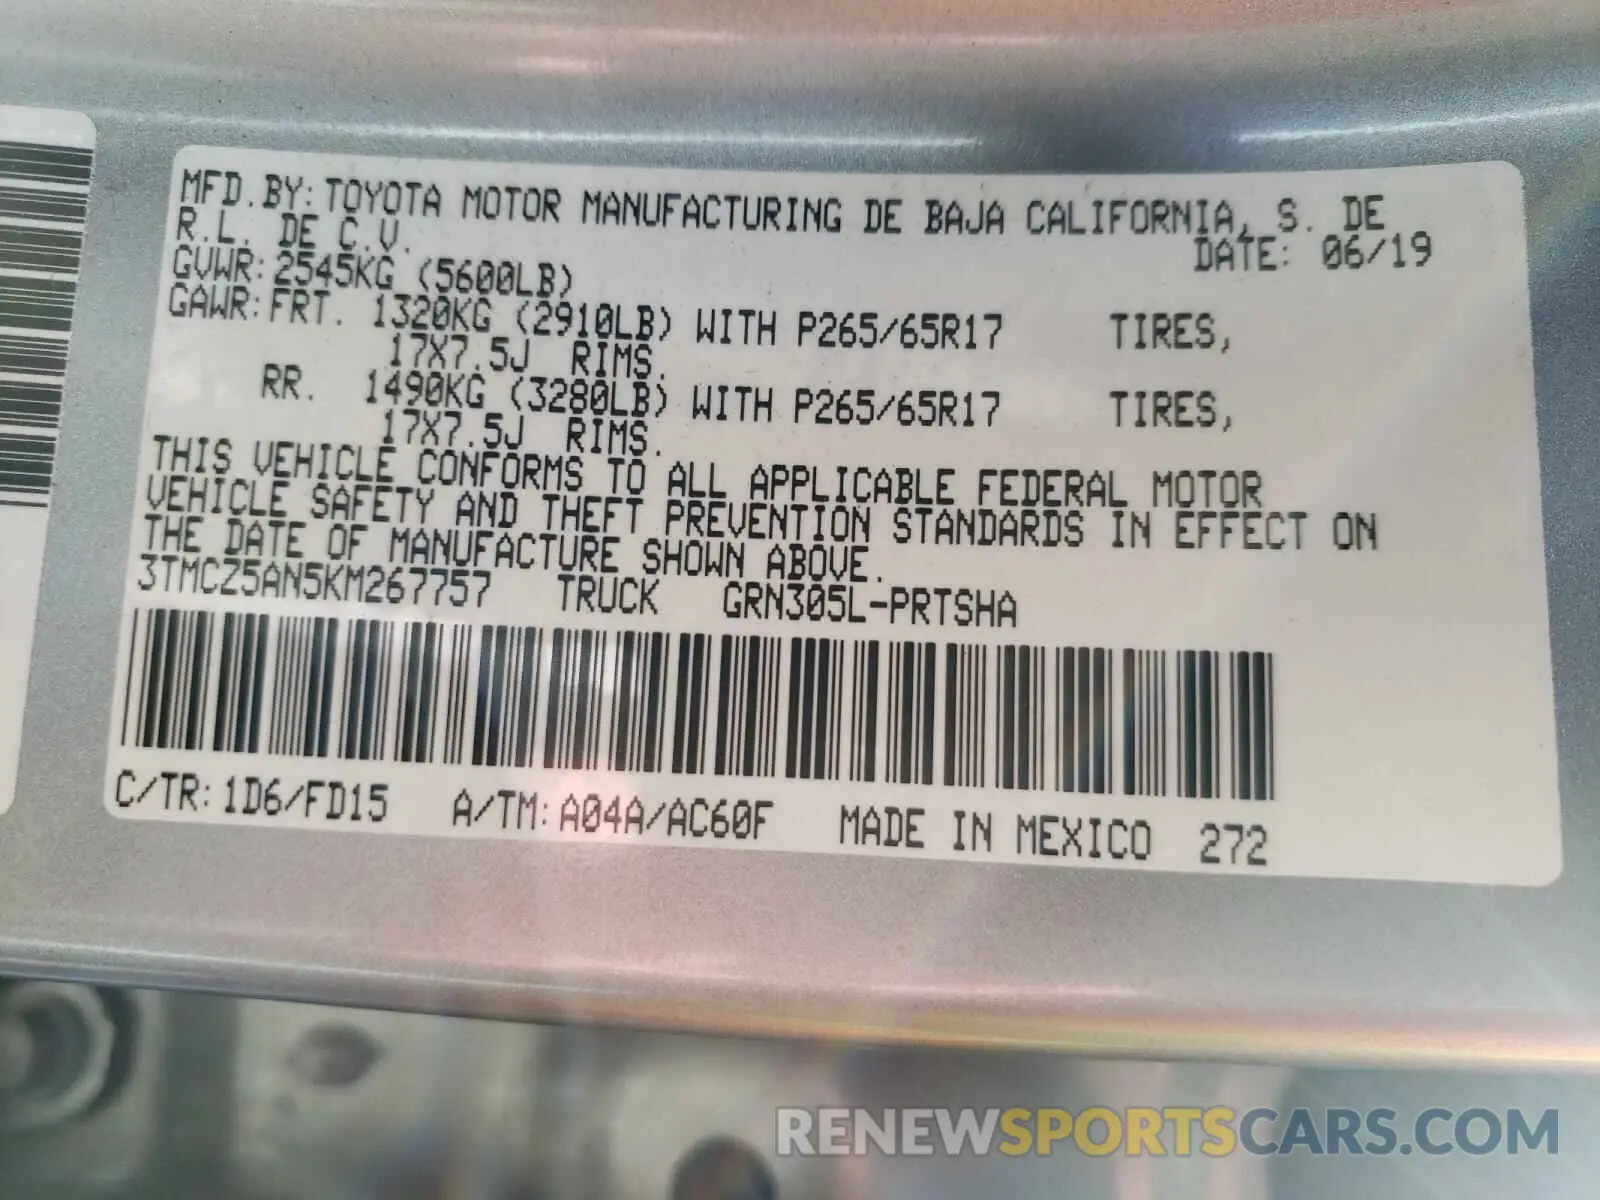 MFD.BY:TOYOTA MOTOR MANUFACTURING DE BAJA CALIFORNIA, S. DE
R.L. DE C.V.
DATE: 06/19
GVWR:2545KG (5600LB)
GAWR:FRT. 1320KG (2910LB) WITH P265/65R17 TIRES,
17X7.5J RIMS.
RR. 1490KG (3280LB) WITH P265/65R17 TIRES,
17X7.5J RIMS.
THIS VEHICLE CONFORMS TO ALL APPLICABLE FEDERAL MOTOR
VEHICLE SAFETY AND THEFT PREVENTION STANDARDS IN EFFECT ON
THE DATE OF MANUFACTURE SHOWN ABOVE.
3TMCZ5AN5KM267757 TRUCK GRN305L-PRTSHA
C/TR:1D6/FD15 A/TM:A04A/AC60F MADE IN MEXICO 272
RENEWSPORTSCARS.COM